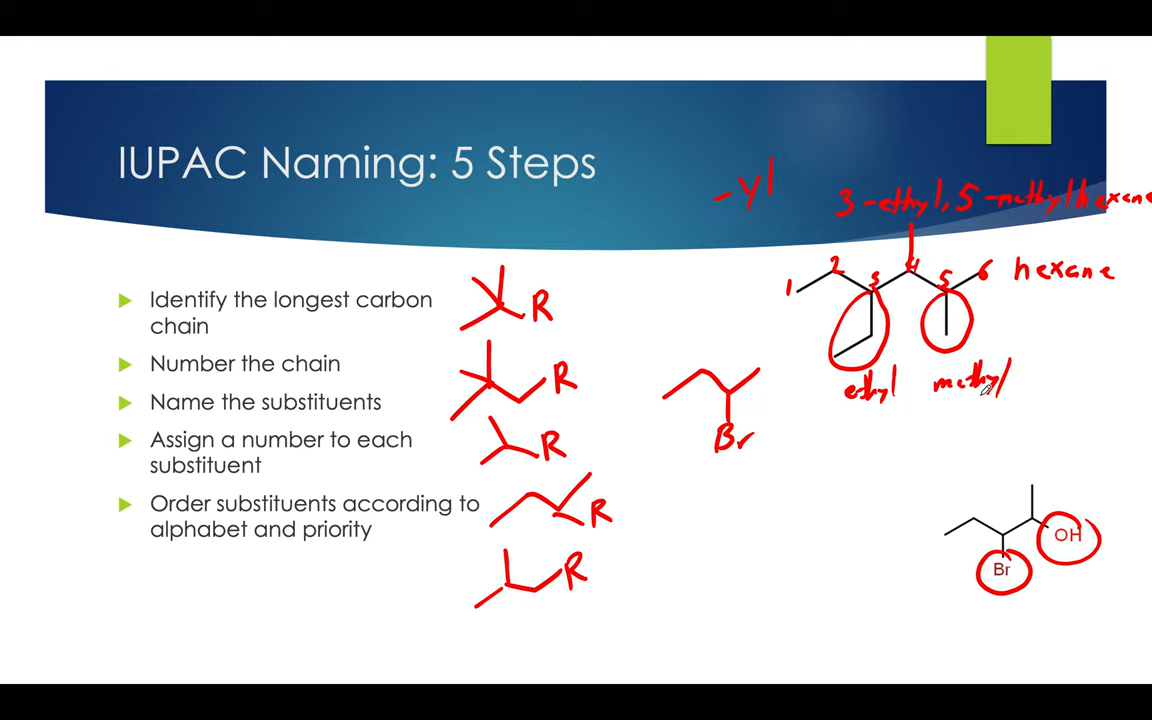 IUPAC Naming: 5 Steps
-yl
3-ethyl, 5-methylhexane
1 2 3 4 5 6 hexane
ethyl methyl
Identify the longest carbon
chain
Number the chain
Name the substituents
Assign a number to each
substituent
Order substituents according to
alphabet and priority
R
R
R
R
R
Br
OH
Br